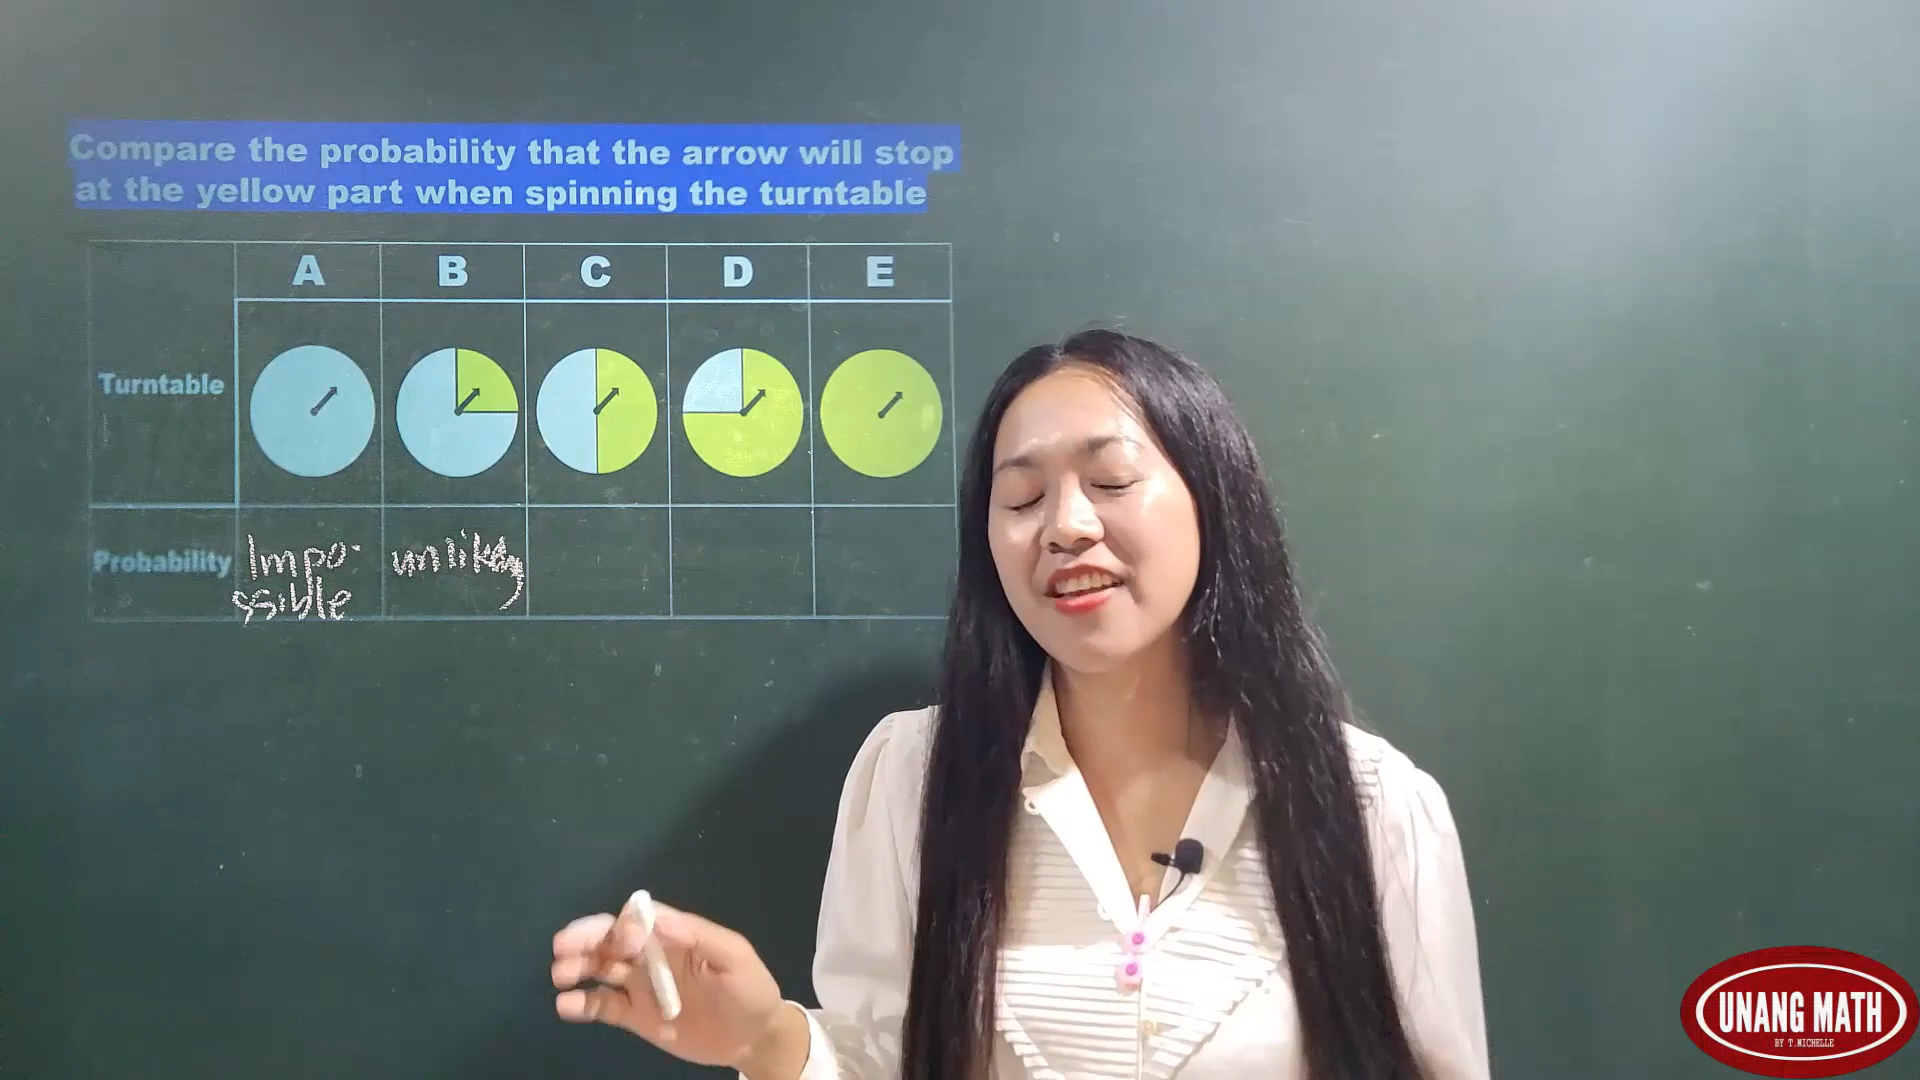 Compare the probability that the arrow will stop
at the yellow part when spinning the turntable
A B C D E
Turntable
Probability Impo- unlikely
ssible
UNANG MATH
BY T. MICHELLE